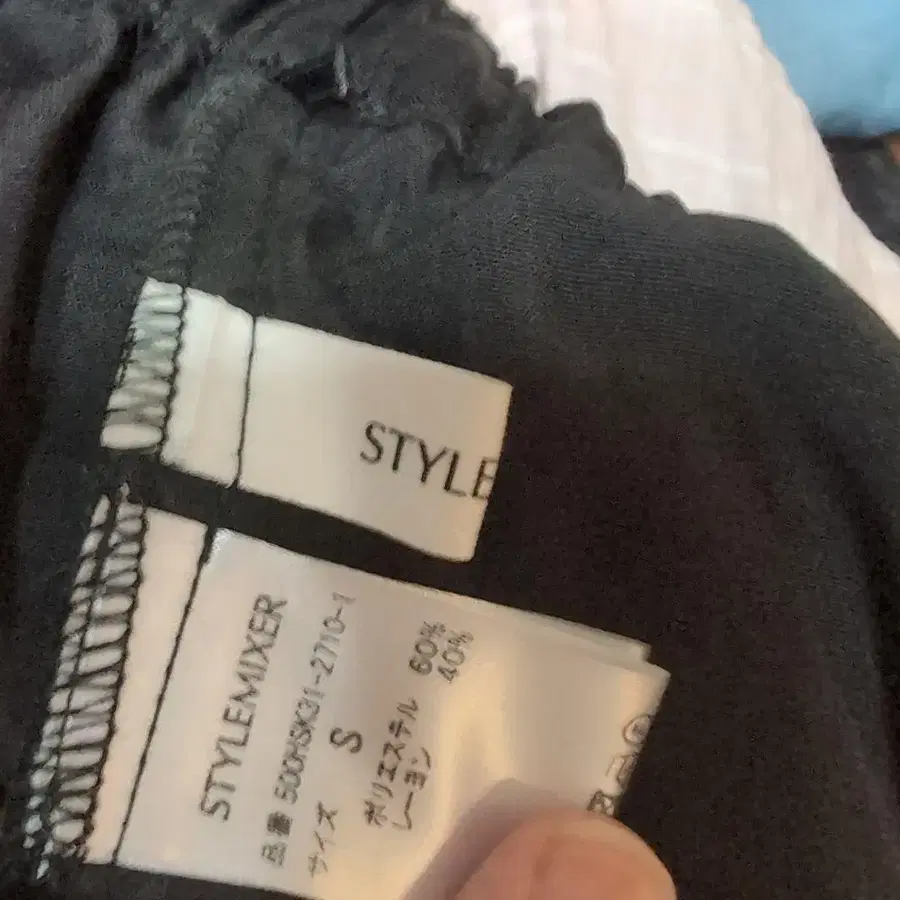 STYLE
STYLEMIXER
品番 500HSK31-2710-1
サイズ S
ポリエステル 60%
レーヨン 40%